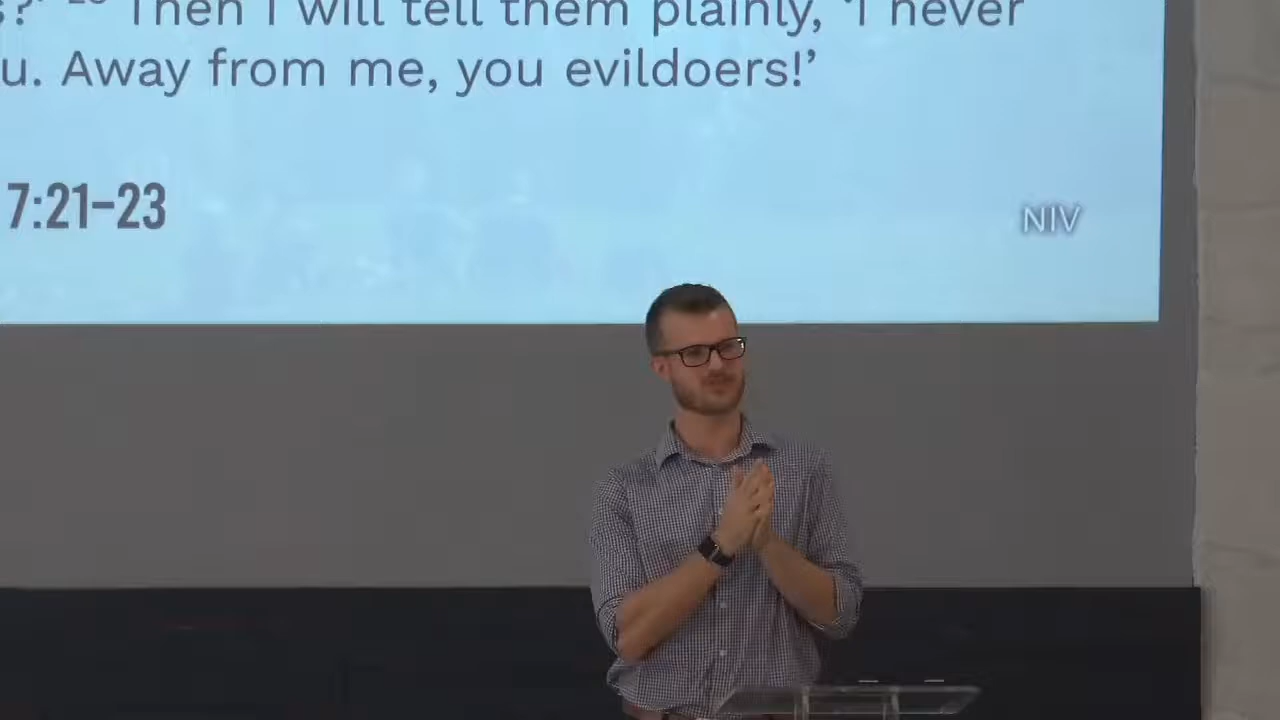 Then I will tell them plainly, ‘I never
u. Away from me, you evildoers!’
7:21–23
NIV